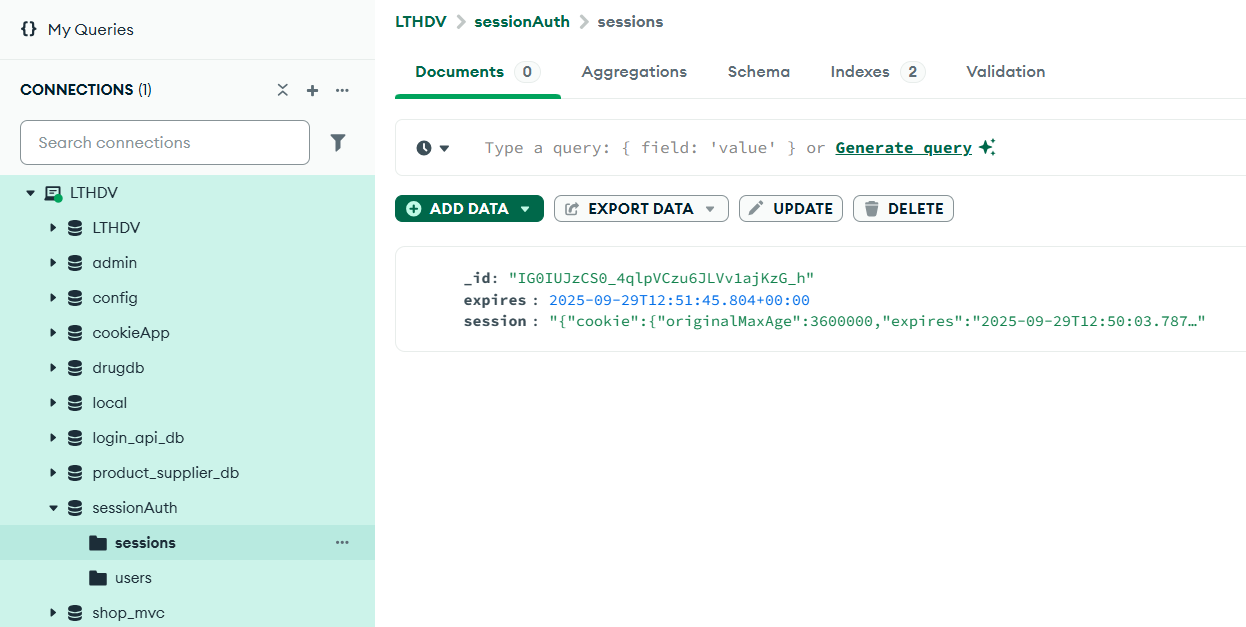 {} My Queries
CONNECTIONS (1)
Search connections
LTHDV
LTHDV
admin
config
cookieApp
drugdb
local
login_api_db
product_supplier_db
sessionAuth
sessions
users
shop_mvc
LTHDV > sessionAuth > sessions
Documents 0 Aggregations Schema Indexes 2 Validation
Type a query: { field: 'value' } or Generate query
ADD DATA EXPORT DATA UPDATE DELETE
_id: "IG0IUJzCS0_4qlpVCzu6JLVv1ajKzG_h"
expires : 2025-09-29T12:51:45.804+00:00
session : "{"cookie":{"originalMaxAge":3600000,"expires":"2025-09-29T12:50:03.787…"